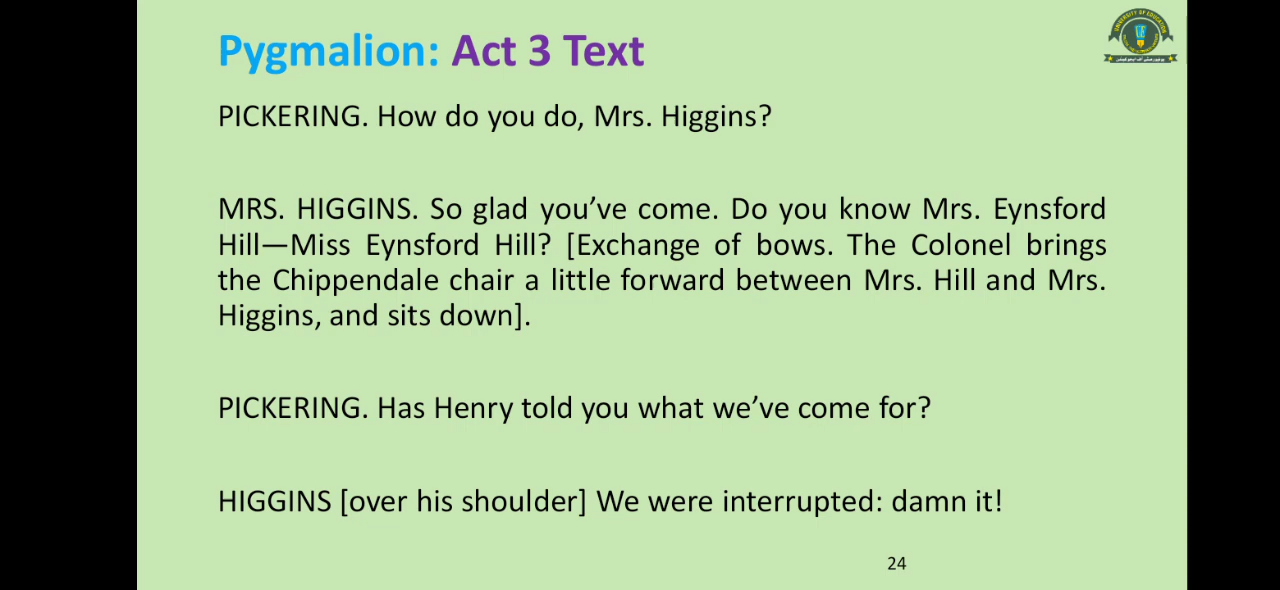 Pygmalion: Act 3 Text
UNIVERSITY OF EDUCATION
PICKERING. How do you do, Mrs. Higgins?
MRS. HIGGINS. So glad you’ve come. Do you know Mrs. Eynsford
Hill—Miss Eynsford Hill? [Exchange of bows. The Colonel brings
the Chippendale chair a little forward between Mrs. Hill and Mrs.
Higgins, and sits down].
PICKERING. Has Henry told you what we’ve come for?
HIGGINS [over his shoulder] We were interrupted: damn it!
24